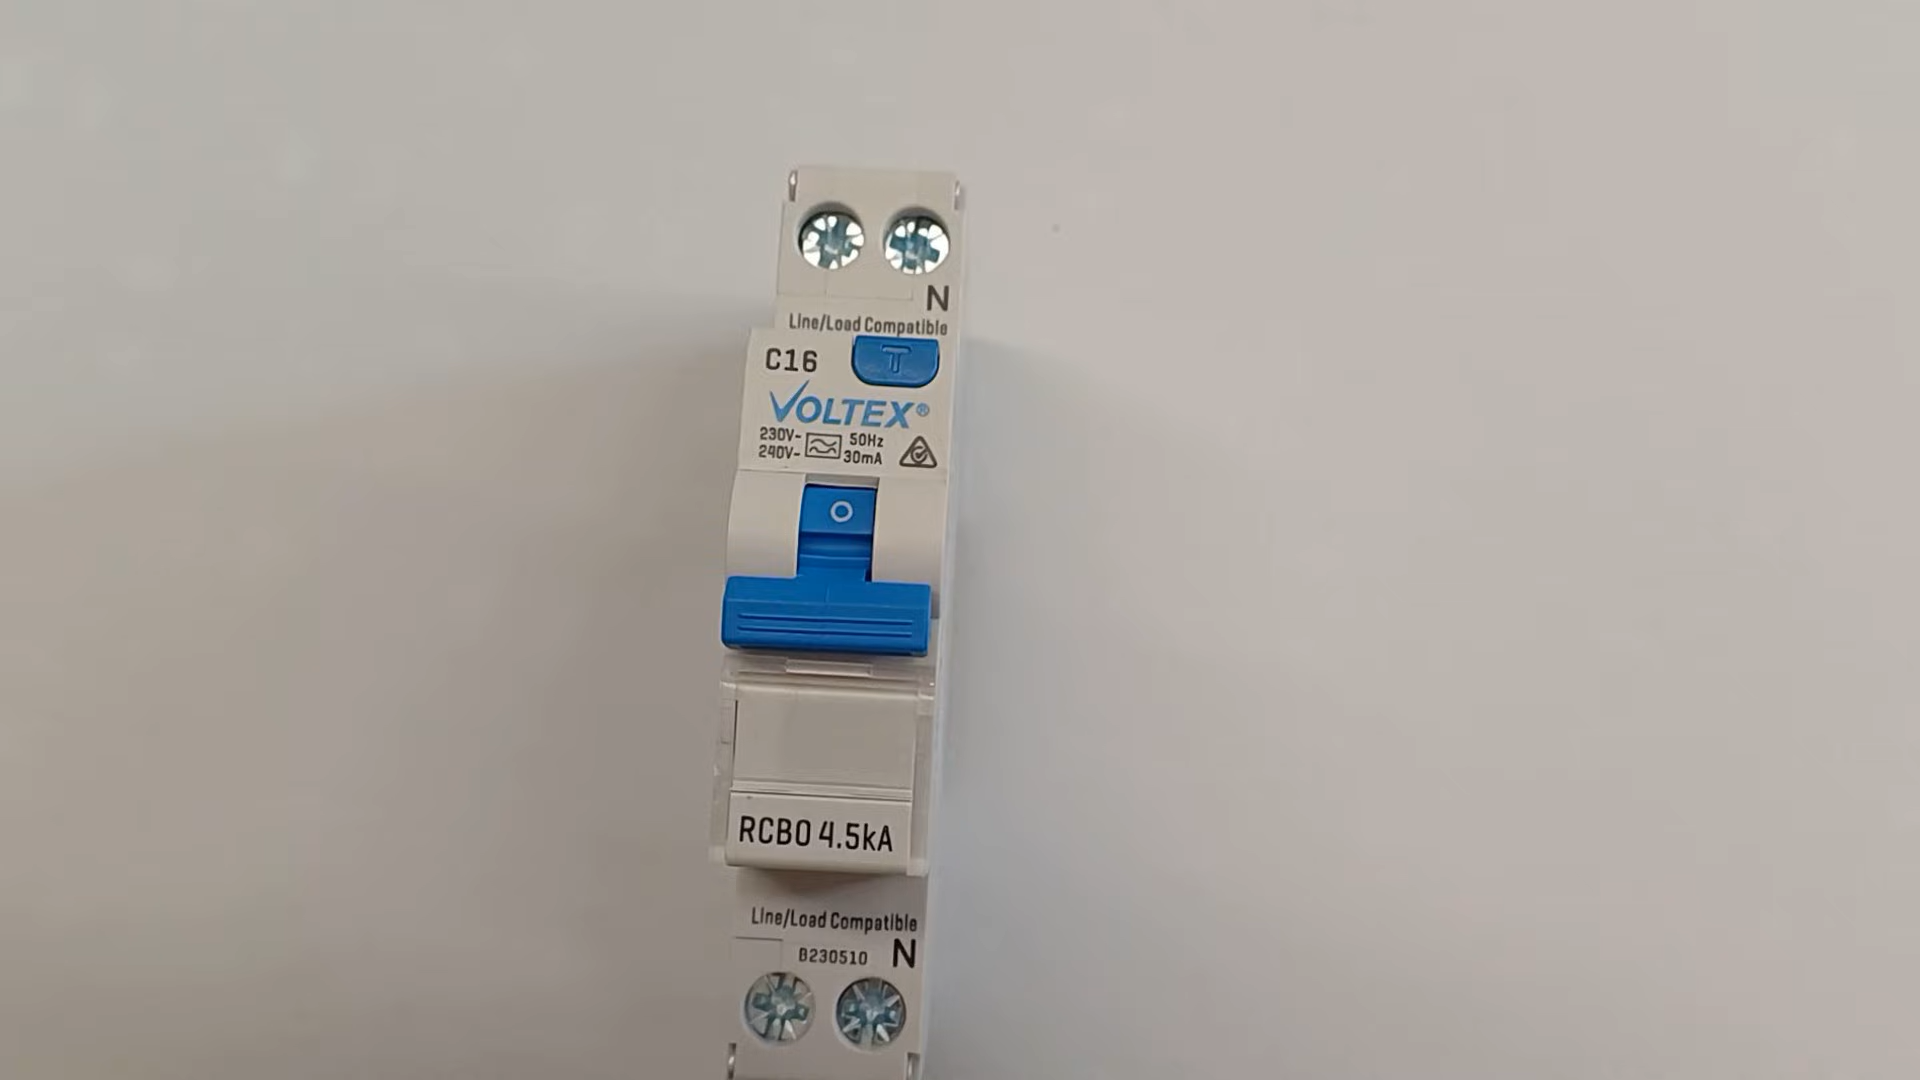 N
Line/Load Compatible
C16 T
VOLTEX®
230V~ 50Hz
240V~ 30mA
O
RCBO 4.5kA
Line/Load Compatible
B230510 N